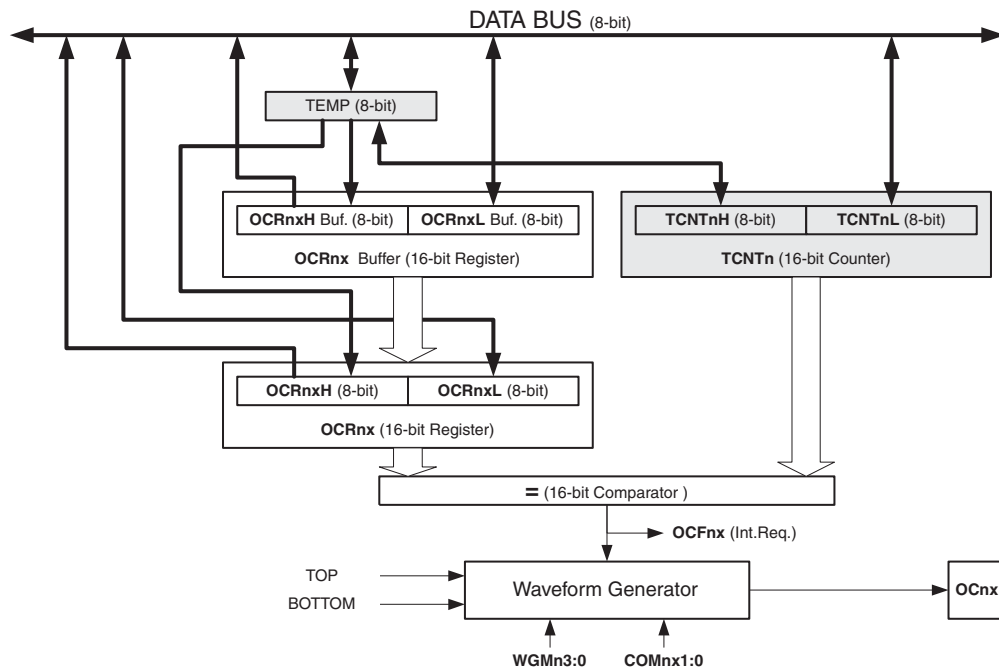 DATA BUS (8-bit)
TEMP (8-bit)
OCRnxH Buf. (8-bit) OCRnxL Buf. (8-bit)
OCRnx Buffer (16-bit Register)
TCNTnH (8-bit) TCNTnL (8-bit)
TCNTn (16-bit Counter)
OCRnxH (8-bit) OCRnxL (8-bit)
OCRnx (16-bit Register)
= (16-bit Comparator )
OCFnx (Int.Req.)
TOP
BOTTOM
Waveform Generator
OCnx
WGMn3:0 COMnx1:0